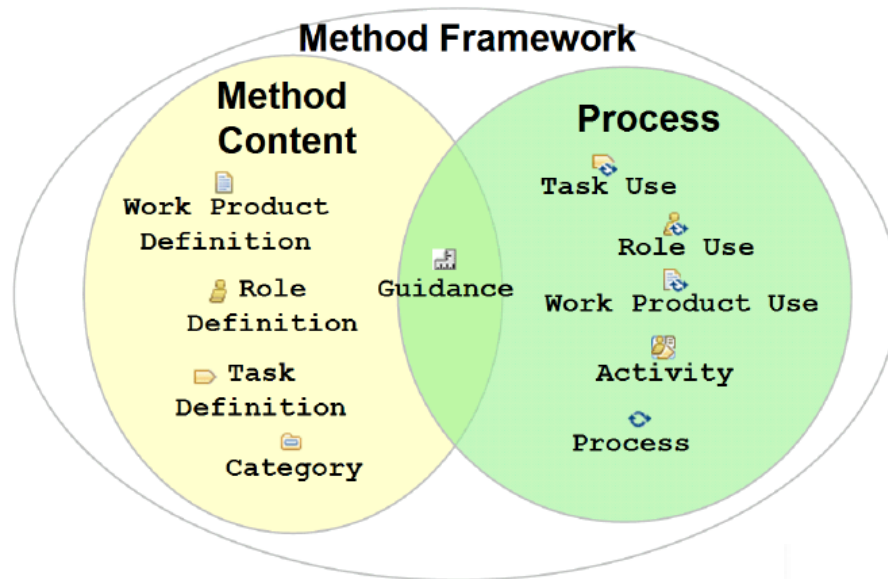 Method Framework
Method
Content
Work Product
Definition
Role
Definition
Task
Definition
Category
Guidance
Process
Task Use
Role Use
Work Product Use
Activity
Process